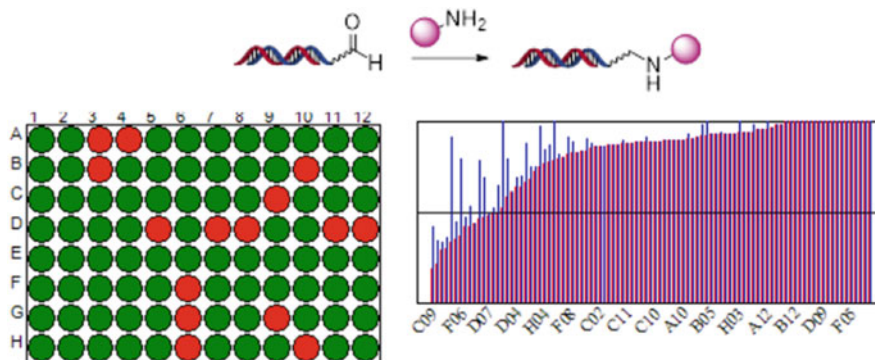 NH2
O
H
N
H
1 2 3 4 5 6 7 8 9 10 11 12
A
B
C
D
E
F
G
H
C09 F06 D07 D04 H04 F08 C02 C11 C10 A10 B05 H03 A12 B12 D09 F05